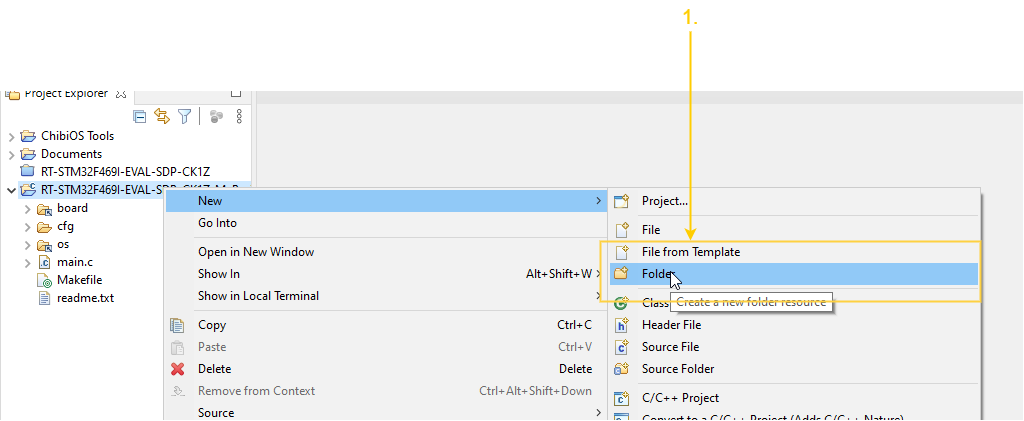 1.
Project Explorer
ChibiOS Tools
Documents
RT-STM32F469I-EVAL-SDP-CK1Z
RT-STM32F469I-EVAL-SDP-CK1Z
board
cfg
os
main.c
Makefile
readme.txt
New
Go Into
Open in New Window
Show In Alt+Shift+W
Show in Local Terminal
Copy Ctrl+C
Paste Ctrl+V
Delete Delete
Remove from Context Ctrl+Alt+Shift+Down
Source
Project...
File
File from Template
Folder
Class
Create a new folder resource
Header File
Source File
Source Folder
C/C++ Project
Convert to a C/C++ Project (Adds C/C++ Nature)